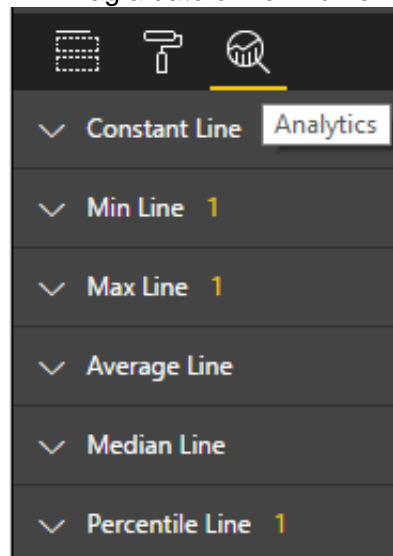 Constant Line
Analytics
Min Line 1
Max Line 1
Average Line
Median Line
Percentile Line 1